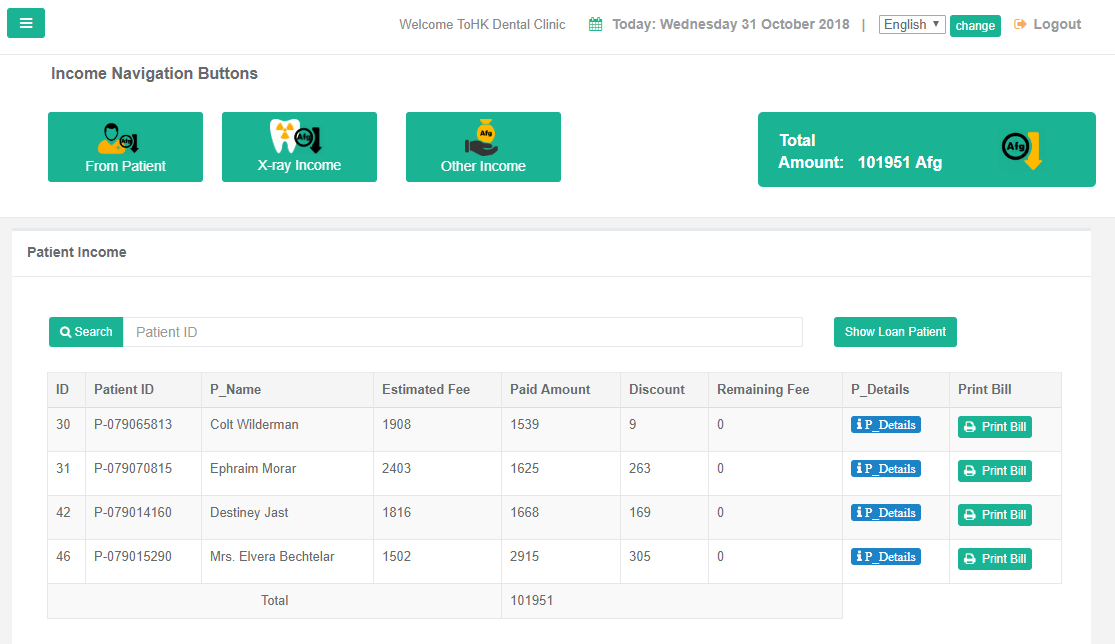 Welcome ToHK Dental Clinic Today: Wednesday 31 October 2018 | English change Logout
Income Navigation Buttons
Afg Afg Afg
From Patient X-ray Income Other Income
Total
Amount: 101951 Afg Afg
Patient Income
Search Patient ID Show Loan Patient
ID Patient ID P_Name Estimated Fee Paid Amount Discount Remaining Fee P_Details Print Bill
30 P-079065813 Colt Wilderman 1908 1539 9 0 P_Details Print Bill
31 P-079070815 Ephraim Morar 2403 1625 263 0 P_Details Print Bill
42 P-079014160 Destiney Jast 1816 1668 169 0 P_Details Print Bill
46 P-079015290 Mrs. Elvera Bechtelar 1502 2915 305 0 P_Details Print Bill
Total 101951